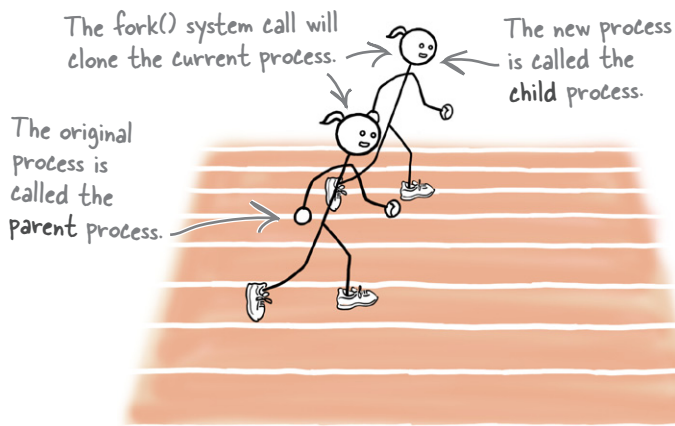 The fork() system call will
clone the current process.
The new process
is called the
child process.
The original
process is
called the
parent process.